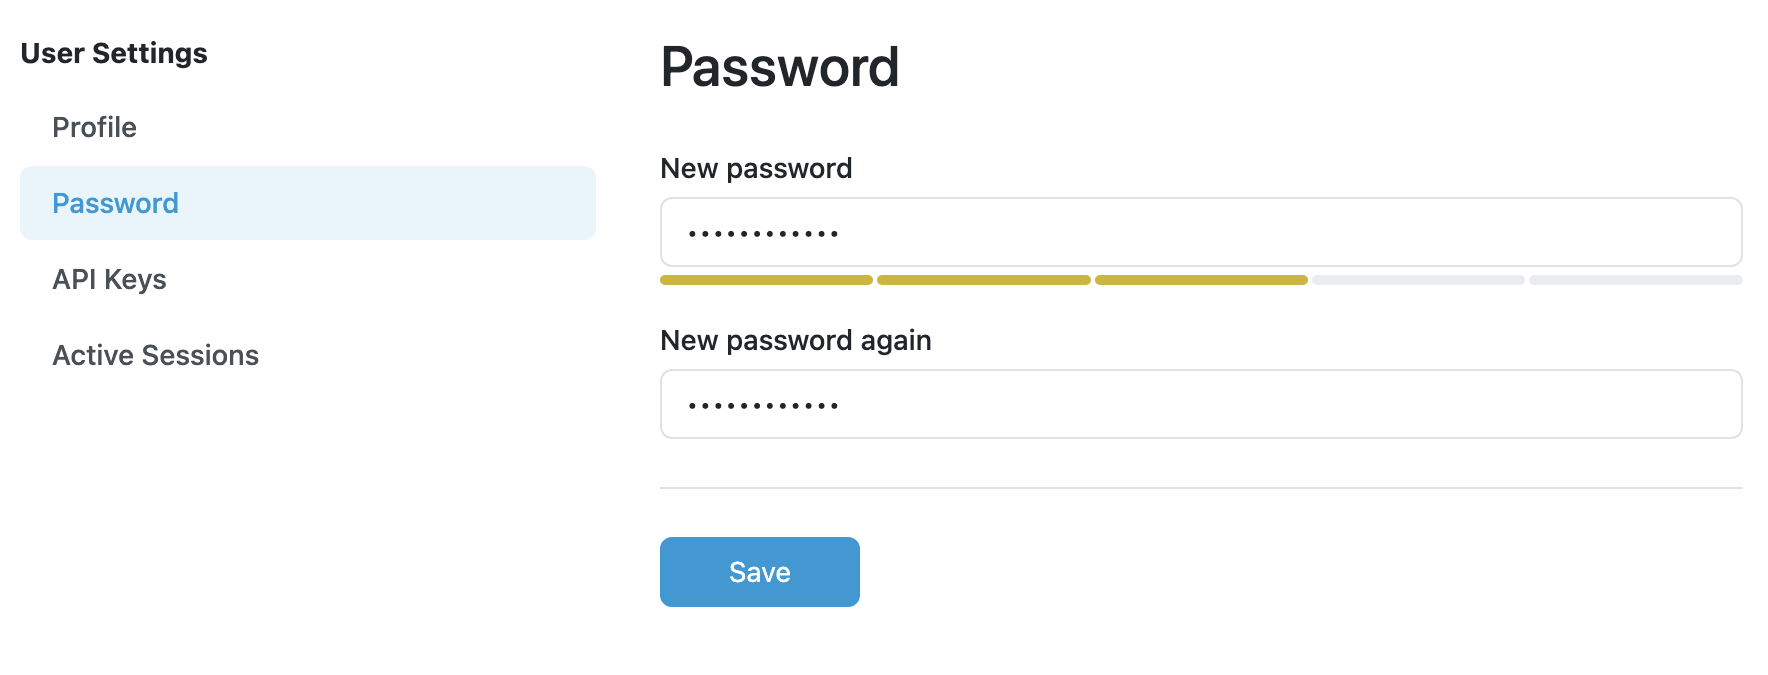 User Settings
Profile
Password
API Keys
Active Sessions
Password
New password
••••••••••••
New password again
••••••••••••
Save